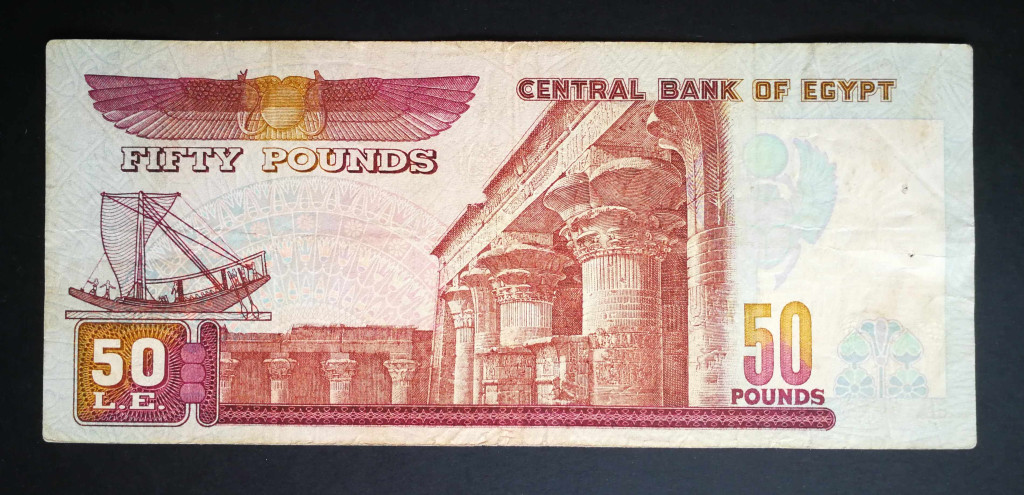 CENTRAL BANK OF EGYPT
FIFTY POUNDS
50
L.E.
50
POUNDS